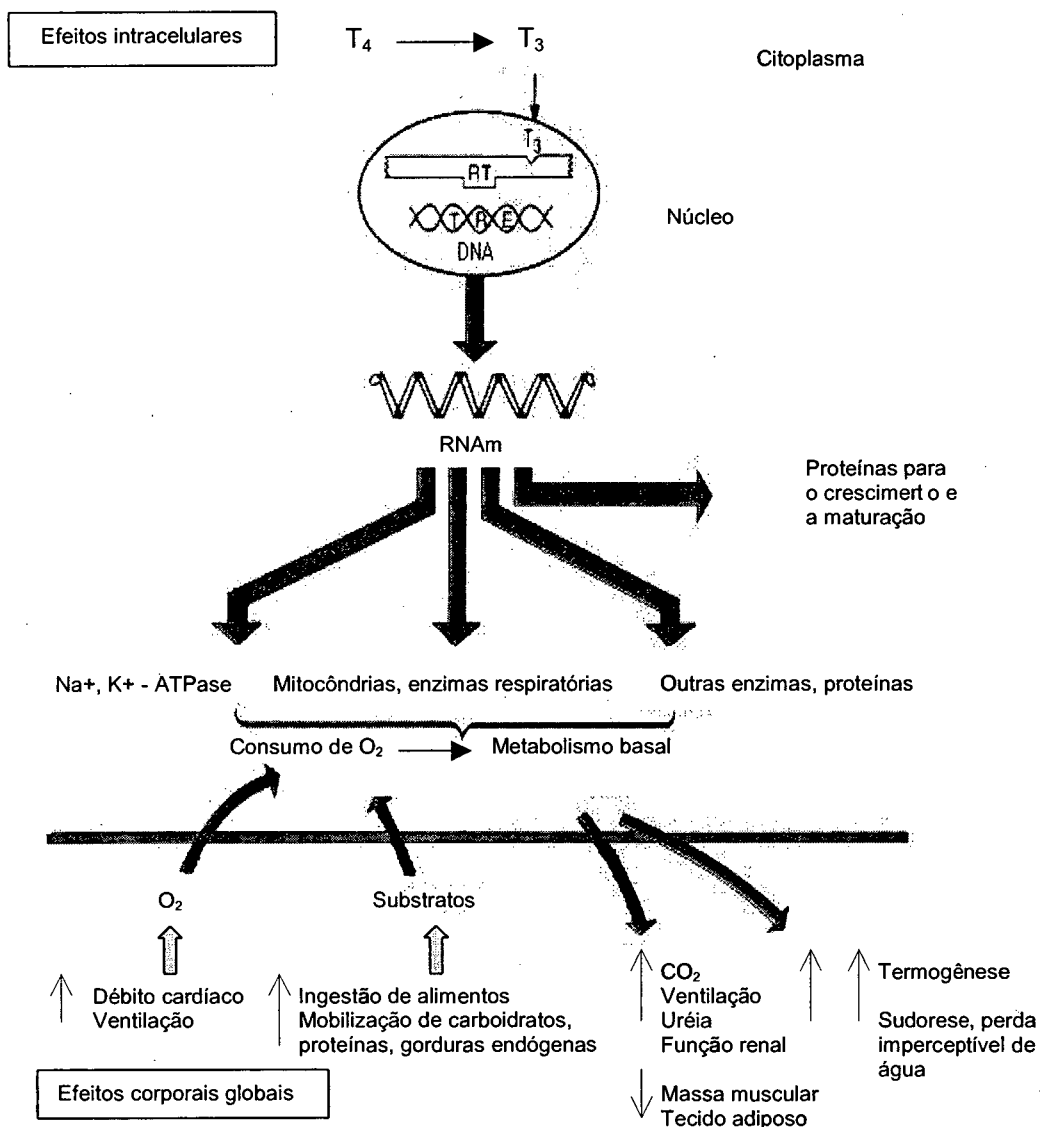 Efeitos intracelulares
T₄ T₃
Citoplasma
T₃
RT
TRE
DNA
Núcleo
RNAm
Proteínas para
o crescimert o e
a maturação
Na+, K+ - ATPase Mitocôndrias, enzimas respiratórias Outras enzimas, proteínas
Consumo de O₂ Metabolismo basal
O₂
Substratos
Débito cardíaco
Ventilação
Ingestão de alimentos
Mobilização de carboidratos,
proteínas, gorduras endógenas
CO₂
Ventilação
Uréia
Função renal
Massa muscular
Tecido adiposo
Termogênese
Sudorese, perda
imperceptível de
água
Efeitos corporais globais